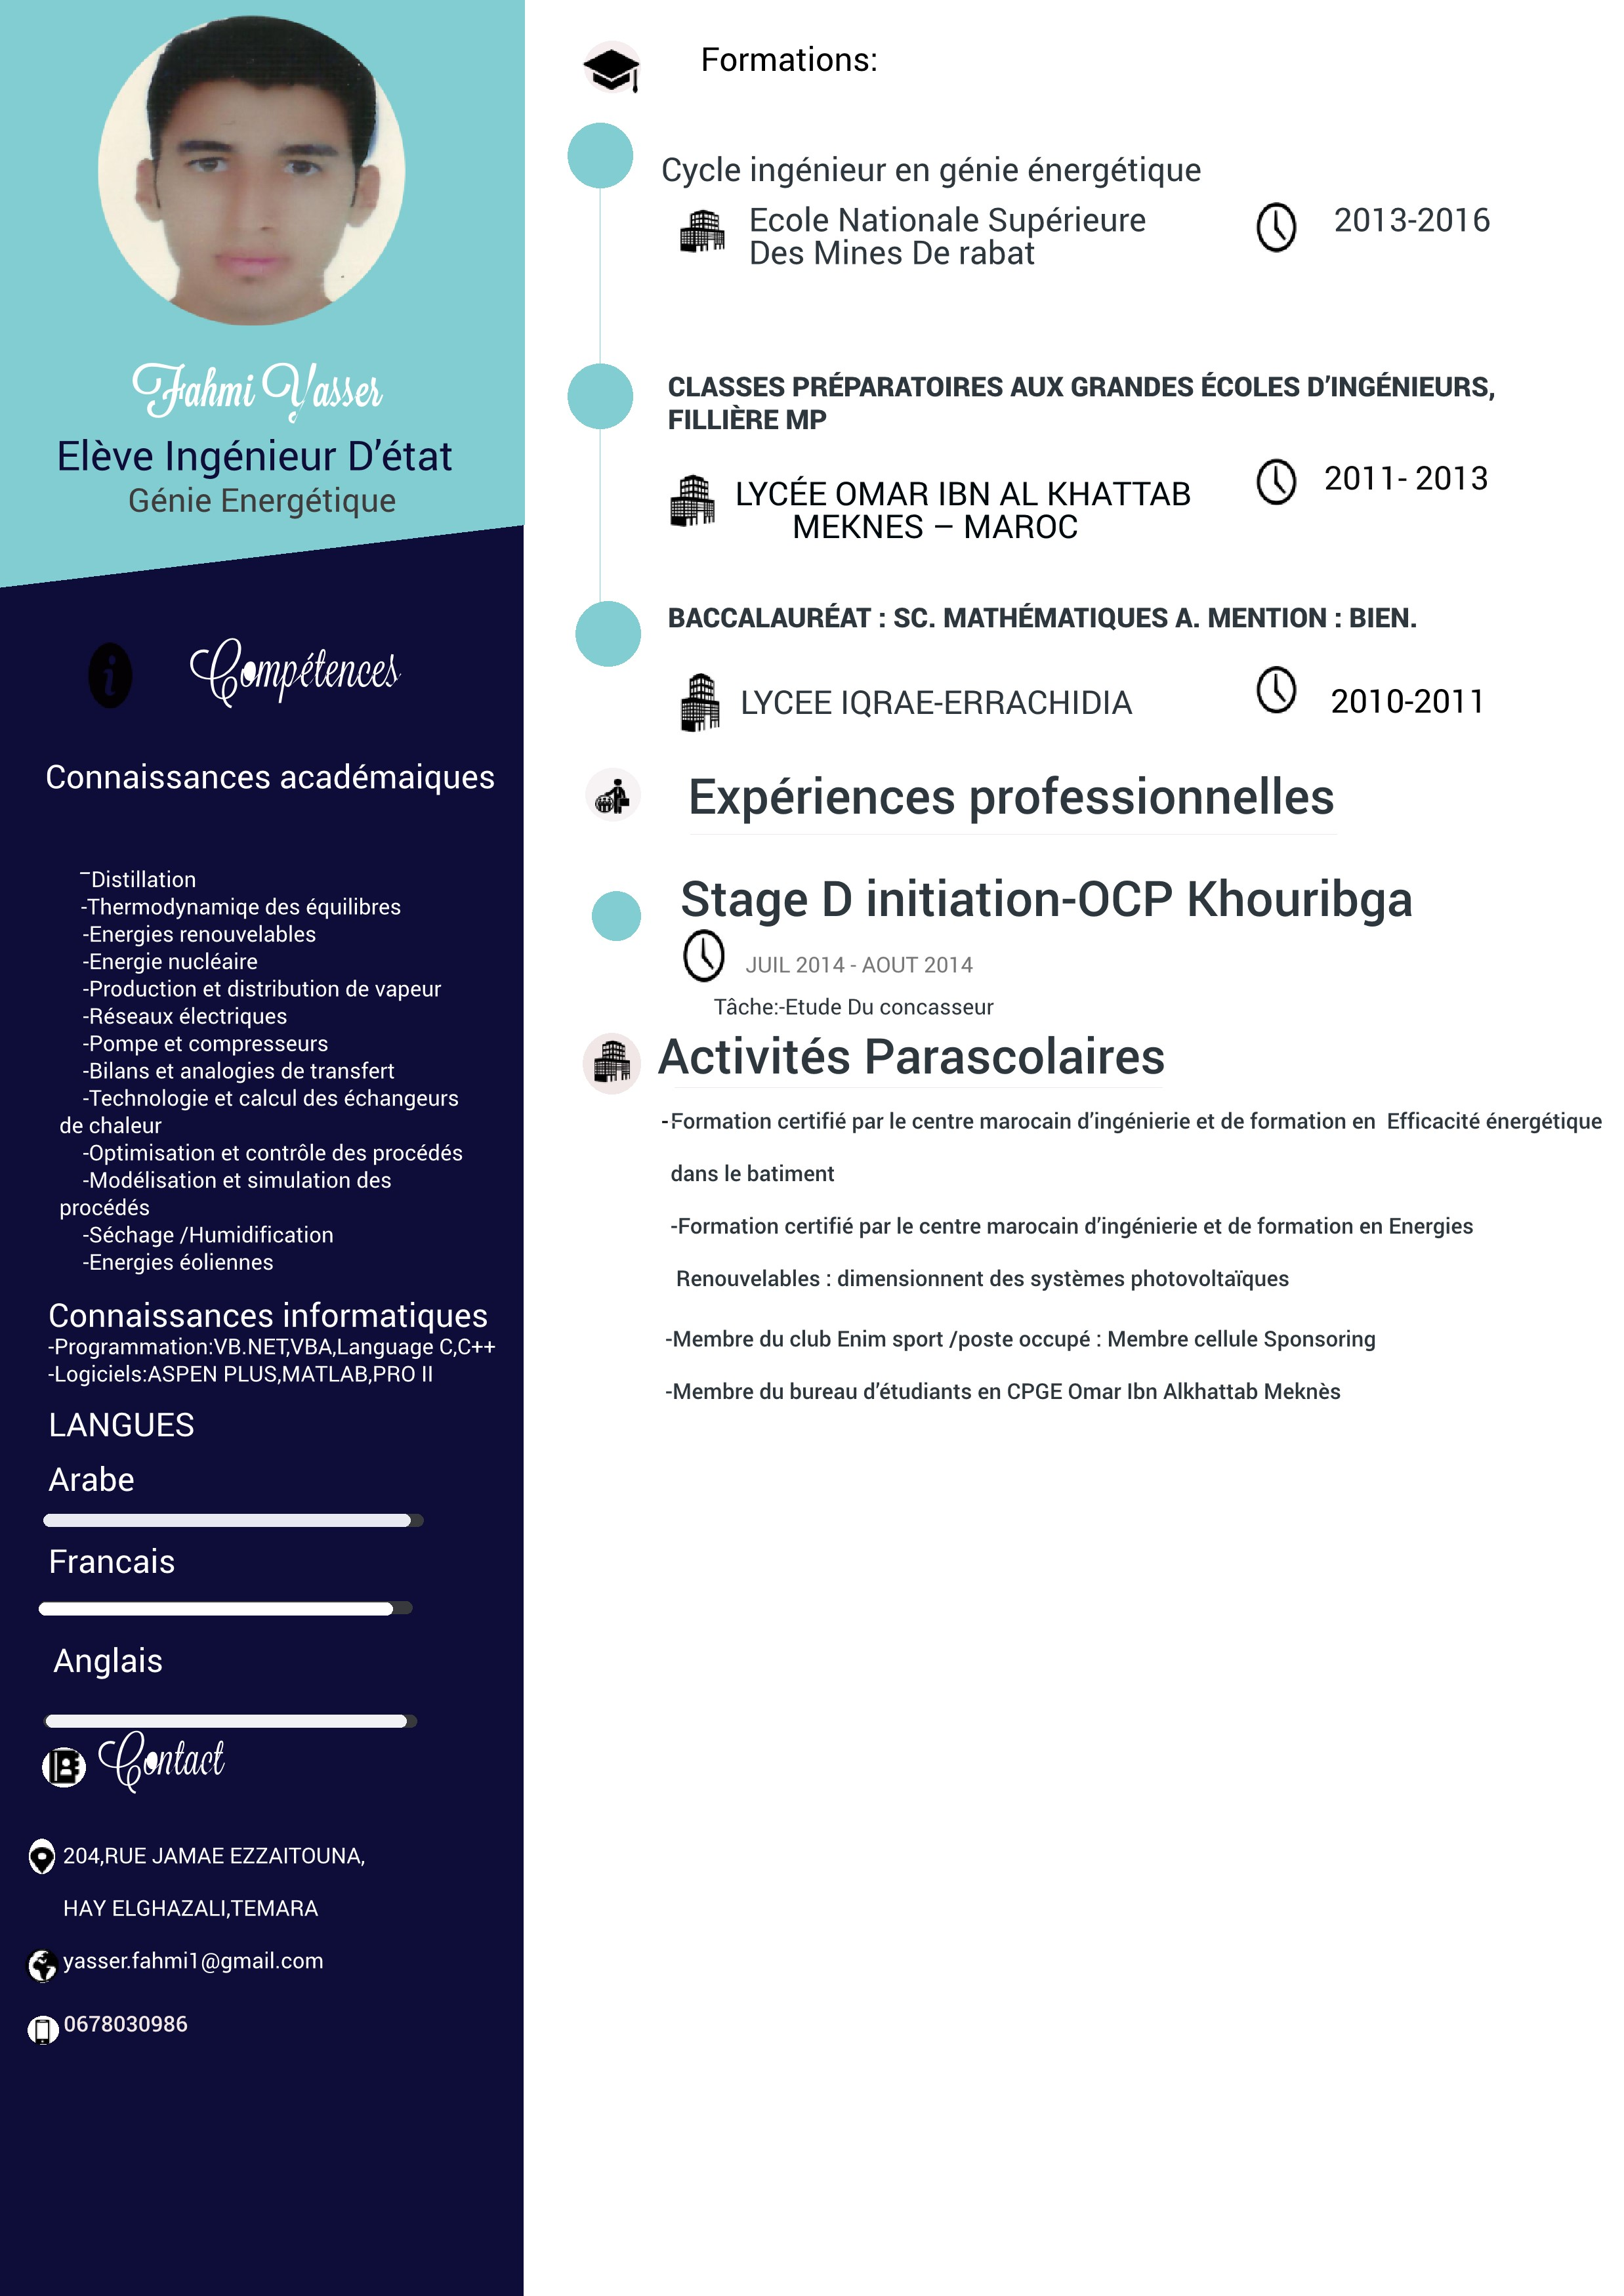 Fahmi Yasser
Elève Ingénieur D’état
Génie Energétique
Compétences
Connaissances académaiques
-Distillation
-Thermodynamiqe des équilibres
-Energies renouvelables
-Energie nucléaire
-Production et distribution de vapeur
-Réseaux électriques
-Pompe et compresseurs
-Bilans et analogies de transfert
-Technologie et calcul des échangeurs
de chaleur
-Optimisation et contrôle des procédés
-Modélisation et simulation des
procédés
-Séchage /Humidification
-Energies éoliennes
Connaissances informatiques
-Programmation:VB.NET,VBA,Language C,C++
-Logiciels:ASPEN PLUS,MATLAB,PRO II
LANGUES
Arabe
Francais
Anglais
Contact
204,RUE JAMAE EZZAITOUNA,
HAY ELGHAZALI,TEMARA
yasser.fahmi1@gmail.com
0678030986
Formations:
Cycle ingénieur en génie énergétique
Ecole Nationale Supérieure
Des Mines De rabat
2013-2016
CLASSES PRÉPARATOIRES AUX GRANDES ÉCOLES D’INGÉNIEURS,
FILLIÈRE MP
LYCÉE OMAR IBN AL KHATTAB
MEKNES – MAROC
2011- 2013
BACCALAURÉAT : SC. MATHÉMATIQUES A. MENTION : BIEN.
LYCEE IQRAE-ERRACHIDIA
2010-2011
Expériences professionnelles
Stage D initiation-OCP Khouribga
JUIL 2014 - AOUT 2014
Tâche:-Etude Du concasseur
Activités Parascolaires
-Formation certifié par le centre marocain d’ingénierie et de formation en  Efficacité énergétique
dans le batiment
-Formation certifié par le centre marocain d’ingénierie et de formation en Energies
Renouvelables : dimensionnent des systèmes photovoltaïques
-Membre du club Enim sport /poste occupé : Membre cellule Sponsoring
-Membre du bureau d’étudiants en CPGE Omar Ibn Alkhattab Meknès